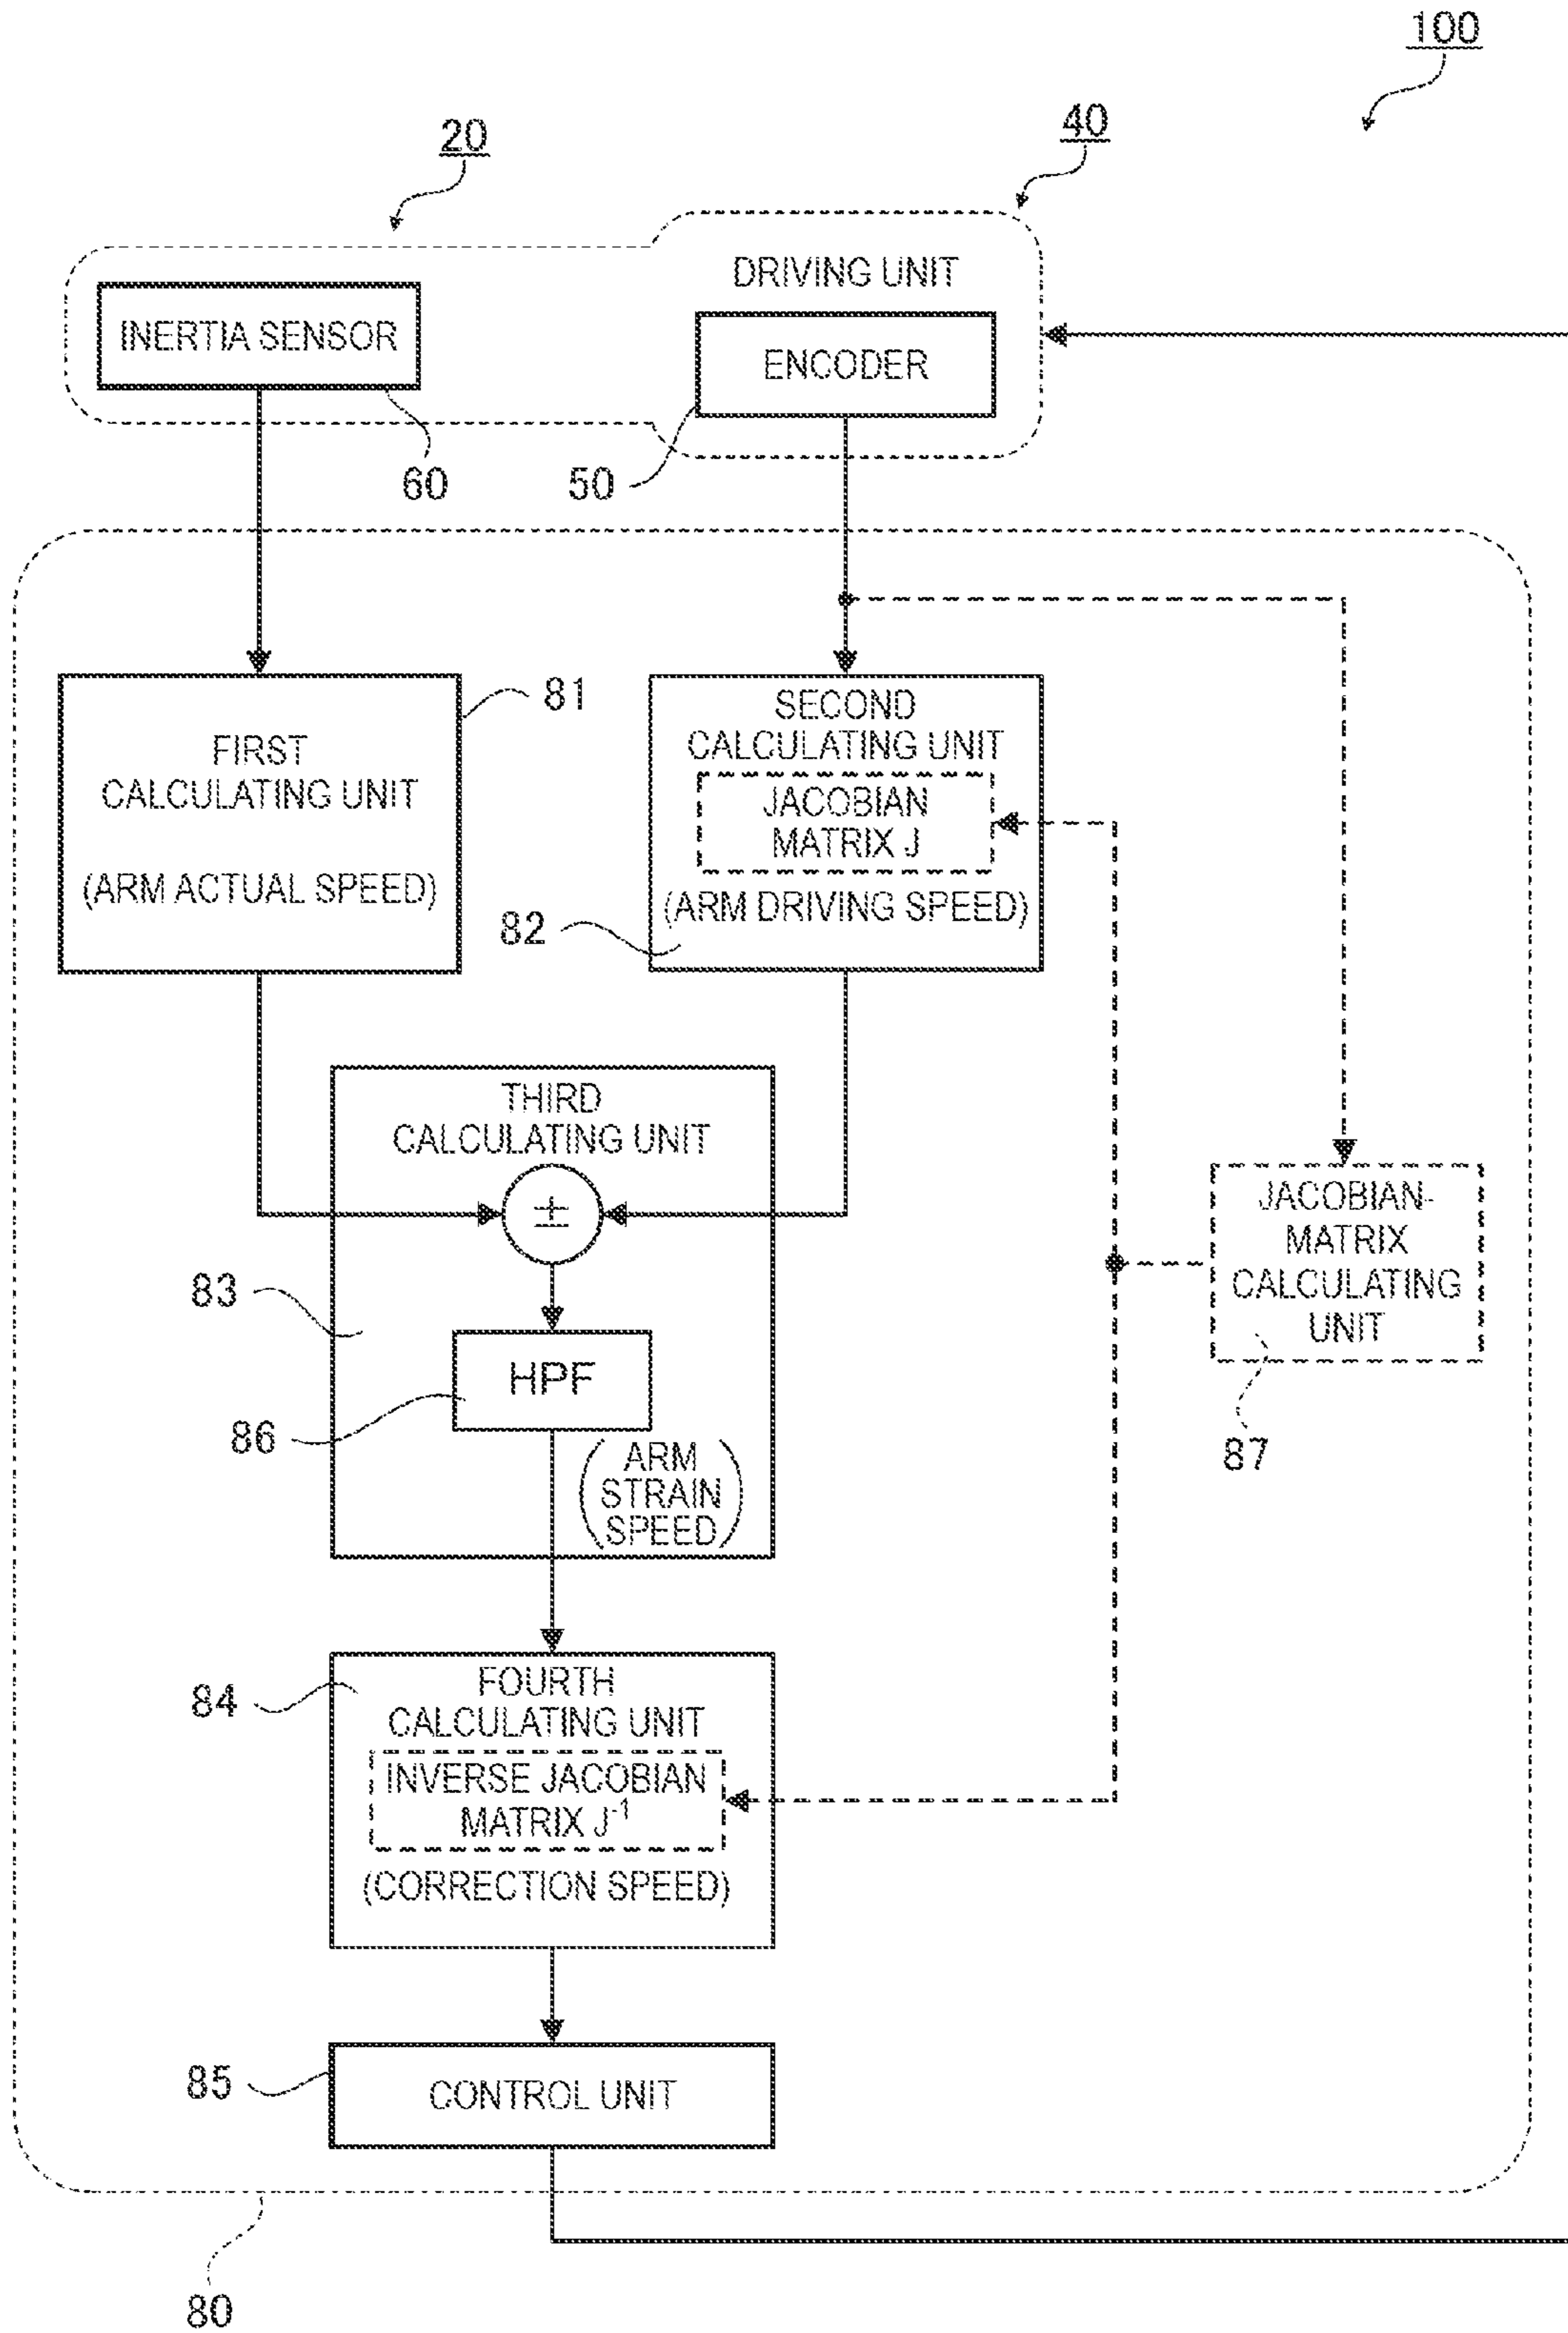 100
20
40
DRIVING UNIT
INERTIA SENSOR
ENCODER
60
50
81
FIRST
CALCULATING UNIT
(ARM ACTUAL SPEED)
SECOND
CALCULATING UNIT
JACOBIAN
MATRIX J
(ARM DRIVING SPEED)
82
THIRD
CALCULATING UNIT
±
83
HPF
86
ARM
STRAIN
SPEED
JACOBIAN-
MATRIX
CALCULATING
UNIT
87
84
FOURTH
CALCULATING UNIT
INVERSE JACOBIAN
MATRIX J⁻¹
(CORRECTION SPEED)
85
CONTROL UNIT
80